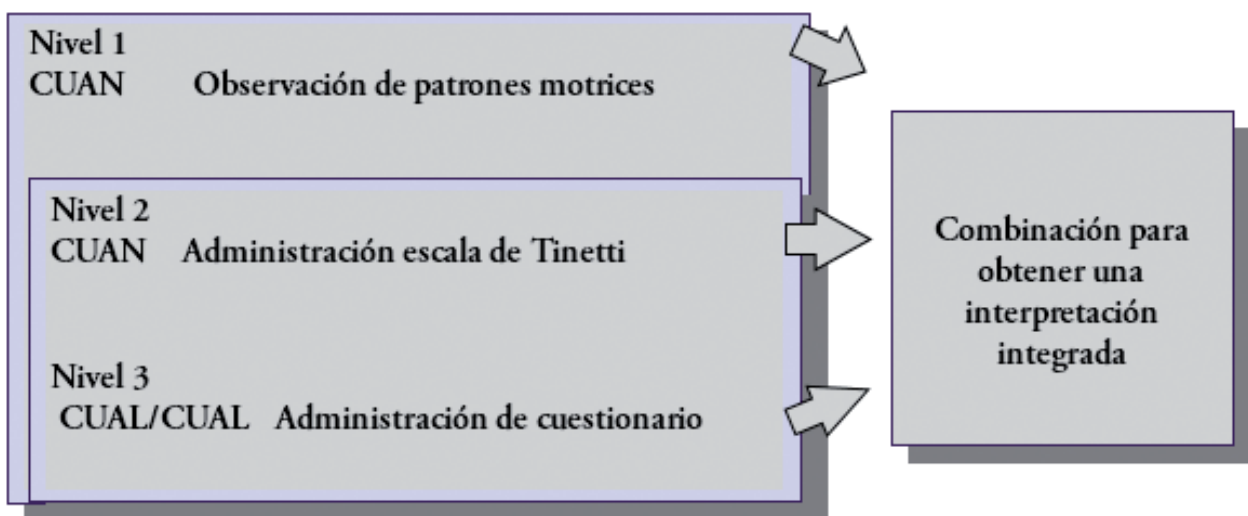 Nivel 1
CUAN Observación de patrones motrices
Nivel 2
CUAN Administración escala de Tinetti
Nivel 3
CUAL/CUAL Administración de cuestionario
Combinación para
obtener una
interpretación
integrada